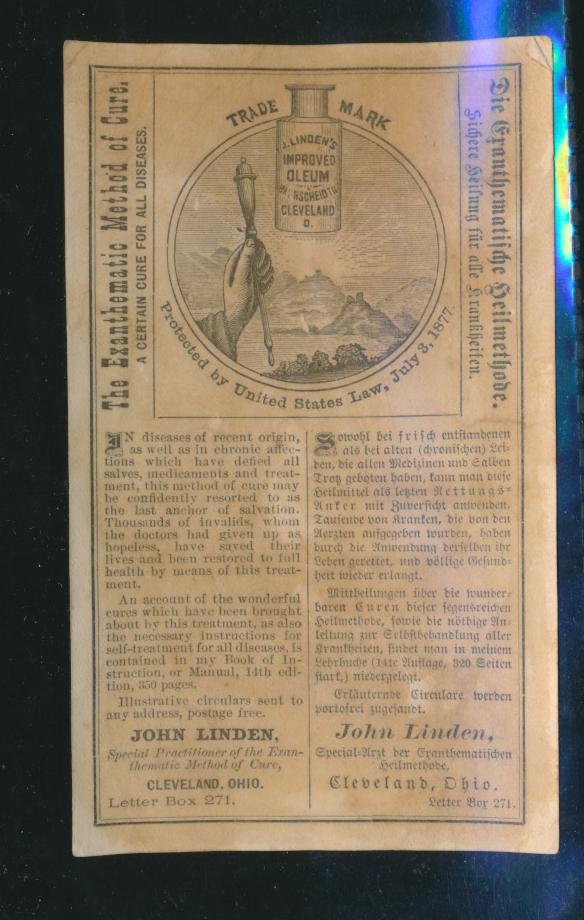 The Exanthematic Method of Cure,
A CERTAIN CURE FOR ALL DISEASES.
TRADE MARK
J. LINDEN'S
IMPROVED
OLEUM
CLEVELAND
O.
Protected by United States Law, July 3, 1877.
Die Exanthematische Heilmethode.
Sichere Heilung für alle Krankheiten.
IN diseases of recent origin,
as well as in chronic affec-
tions which have defied all
salves, medicaments and treat-
ment, this method of cure may
be confidently resorted to as
the last anchor of salvation.
Thousands of invalids, whom
the doctors had given up as
hopeless, have saved their
lives and been restored to full
health by means of this treat-
ment.
An account of the wonderful
cures which have been brought
about by this treatment, as also
the necessary instructions for
self-treatment for all diseases, is
contained in my Book of In-
struction, or Manual, 14th edi-
tion, 350 pages.
Illustrative circulars sent to
any address, postage free.
JOHN LINDEN,
Special Practitioner of the Exan-
thematic Method of Cure,
CLEVELAND, OHIO.
Letter Box 271.
Sowohl bei frisch entstandenen
als bei alten (chronischen) Lei-
den, die allen Medizinen und Salben
Trotz geboten haben, kann man diese
Heilmittel als letzten Rettungs-
Anker mit Zuversicht anwenden.
Tausende von Kranken, die von den
Aerzten aufgegeben wurden, haben
durch die Anwendung derselben ihr
Leben gerettet, und völlige Gesund-
heit wieder erlangt.
Mittheilungen über die wunder-
baren Curen dieser segensreichen
Heilmethode, sowie die nöthige An-
leitung zur Selbstbehandlung aller
Krankheiten, findet man in meinem
Lehrbuche (14te Auflage, 320 Seiten
stark,) niedergelegt.
Erläuternde Circulare werden
portofrei zugesandt.
John Linden,
Special-Arzt der Exanthematischen
Heilmethode,
Cleveland, Ohio.
Letter Box 271.